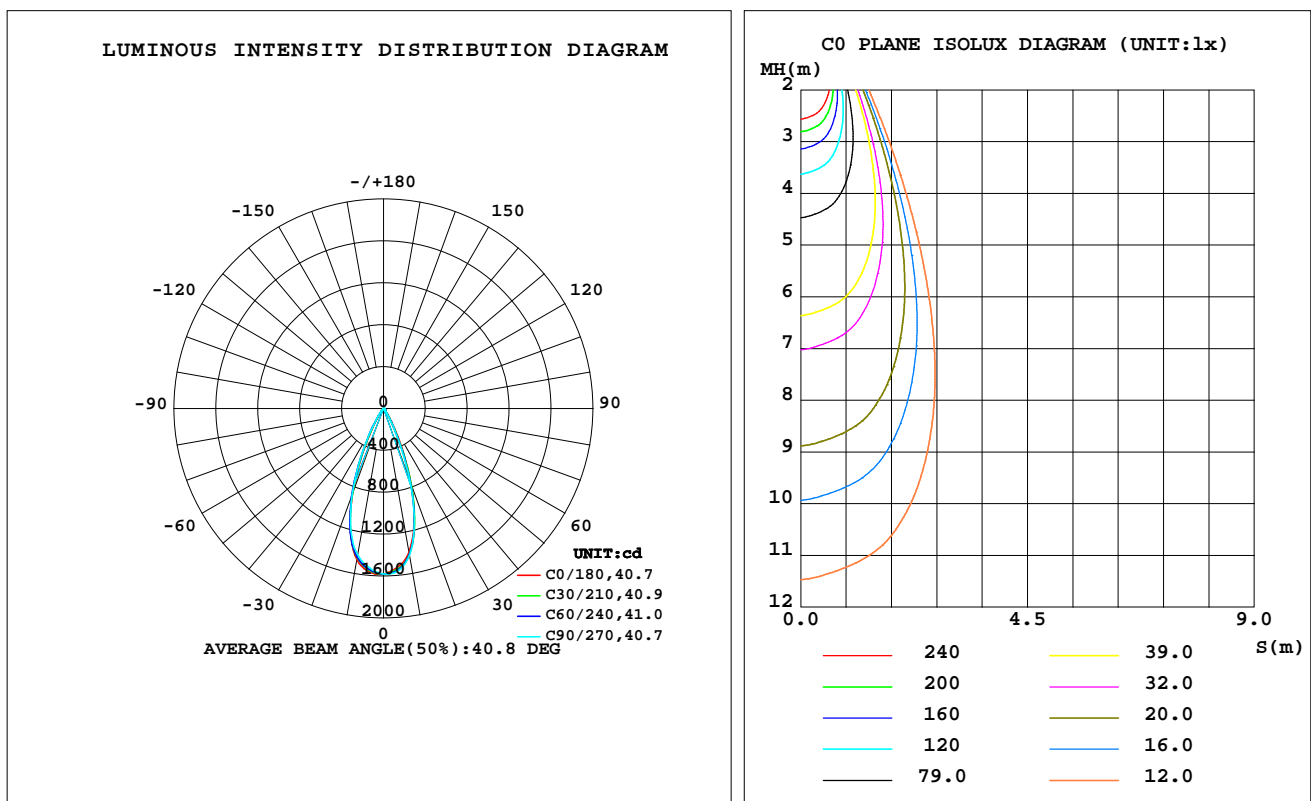 LUMINOUS INTENSITY DISTRIBUTION DIAGRAM
-/+180
-150 150
-120 120
-90 90
-60 60
-30 30
0
0
400
800
1200
1600
2000
UNIT:cd
C0/180,40.7
C30/210,40.9
C60/240,41.0
C90/270,40.7
AVERAGE BEAM ANGLE(50%):40.8 DEG
C0 PLANE ISOLUX DIAGRAM (UNIT:lx)
MH(m)
2
3
4
5
6
7
8
9
10
11
12
0.0 4.5 9.0
S(m)
240 39.0
200 32.0
160 20.0
120 16.0
79.0 12.0